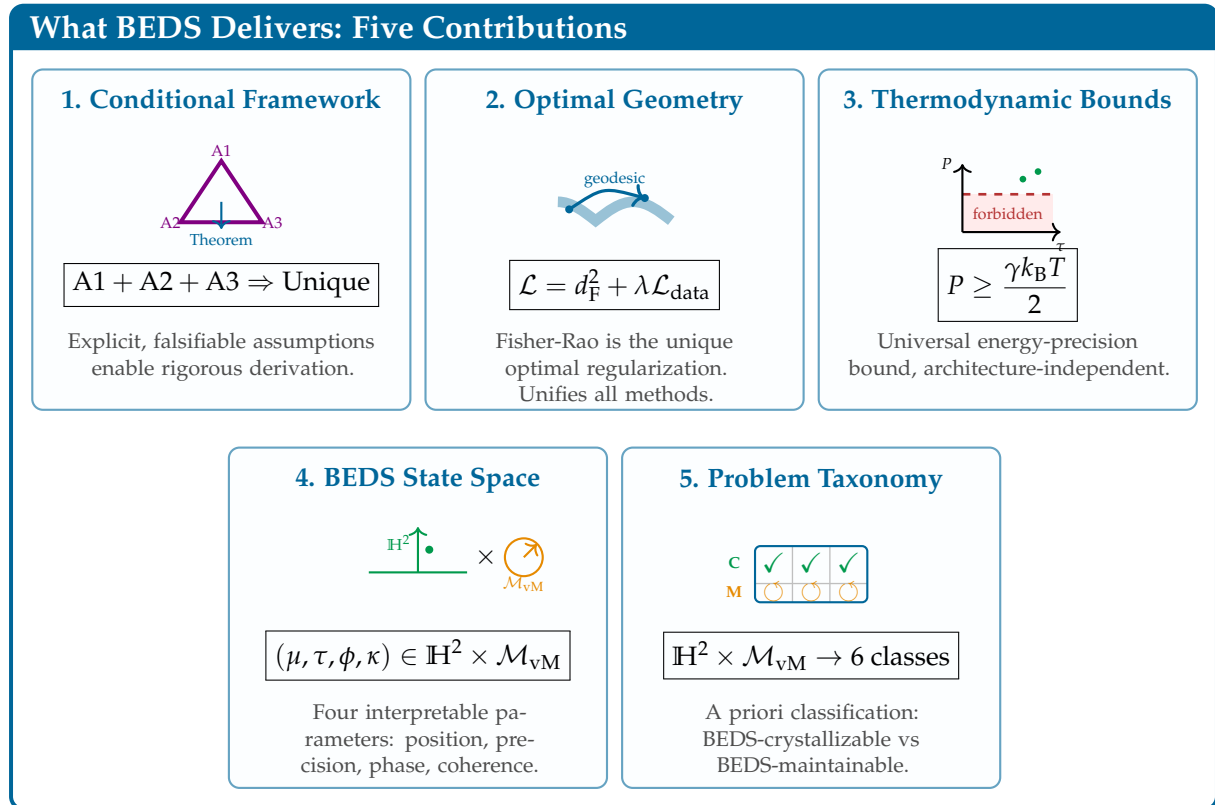 What BEDS Delivers: Five Contributions
1. Conditional Framework
A1
A2
A3
Theorem
A1 + A2 + A3 ⇒ Unique
Explicit, falsifiable assumptions
enable rigorous derivation.
2. Optimal Geometry
geodesic
ℒ = d_F^2 + λℒ_data
Fisher-Rao is the unique
optimal regularization.
Unifies all methods.
3. Thermodynamic Bounds
P
forbidden
τ
P ≥ γk_BT / 2
Universal energy-precision
bound, architecture-independent.
4. BEDS State Space
ℍ² × ℳ_vM
(μ, τ, ϕ, κ) ∈ ℍ² × ℳ_vM
Four interpretable pa-
rameters: position, pre-
cision, phase, coherence.
5. Problem Taxonomy
C ✓ ✓ ✓
M
ℍ² × ℳ_vM → 6 classes
A priori classification:
BEDS-crystallizable vs
BEDS-maintainable.